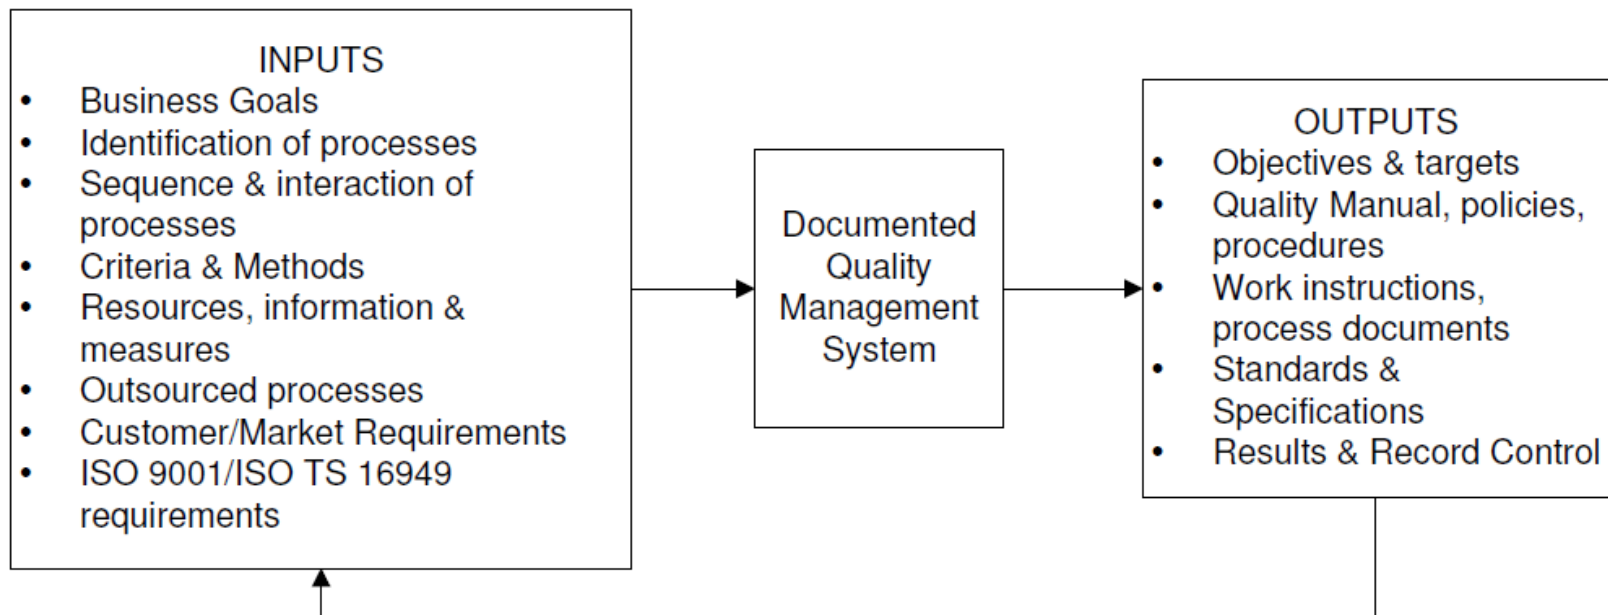 INPUTS
• Business Goals
• Identification of processes
• Sequence & interaction of
processes
• Criteria & Methods
• Resources, information &
measures
• Outsourced processes
• Customer/Market Requirements
• ISO 9001/ISO TS 16949
requirements
Documented
Quality
Management
System
OUTPUTS
• Objectives & targets
• Quality Manual, policies,
procedures
• Work instructions,
process documents
• Standards &
Specifications
• Results & Record Control